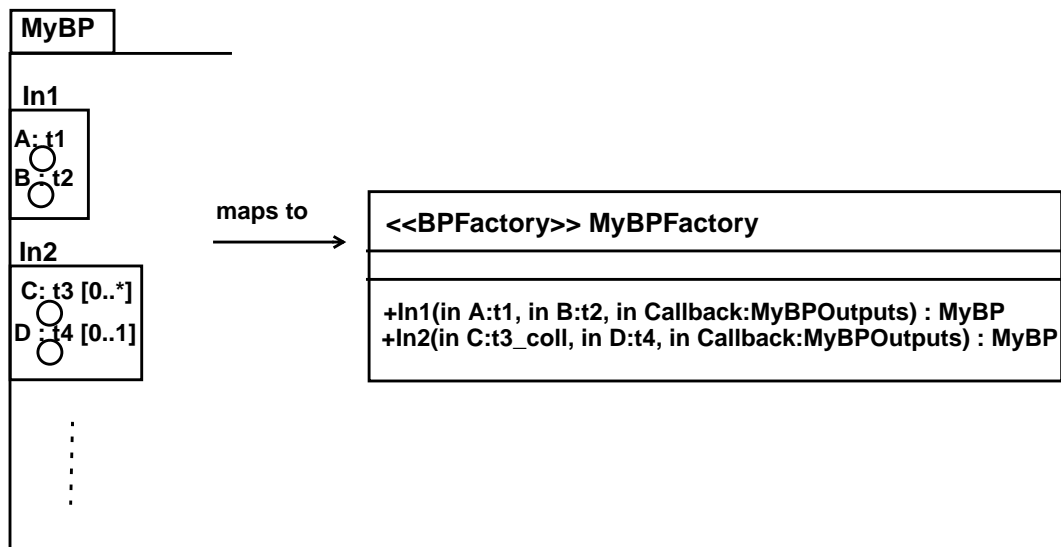 MyBP
In1
A: t1
B : t2
In2
C: t3 [0..*]
D : t4 [0..1]
maps to
<<BPFactory>> MyBPFactory
+In1(in A:t1, in B:t2, in Callback:MyBPOutputs) : MyBP
+In2(in C:t3_coll, in D:t4, in Callback:MyBPOutputs) : MyBP